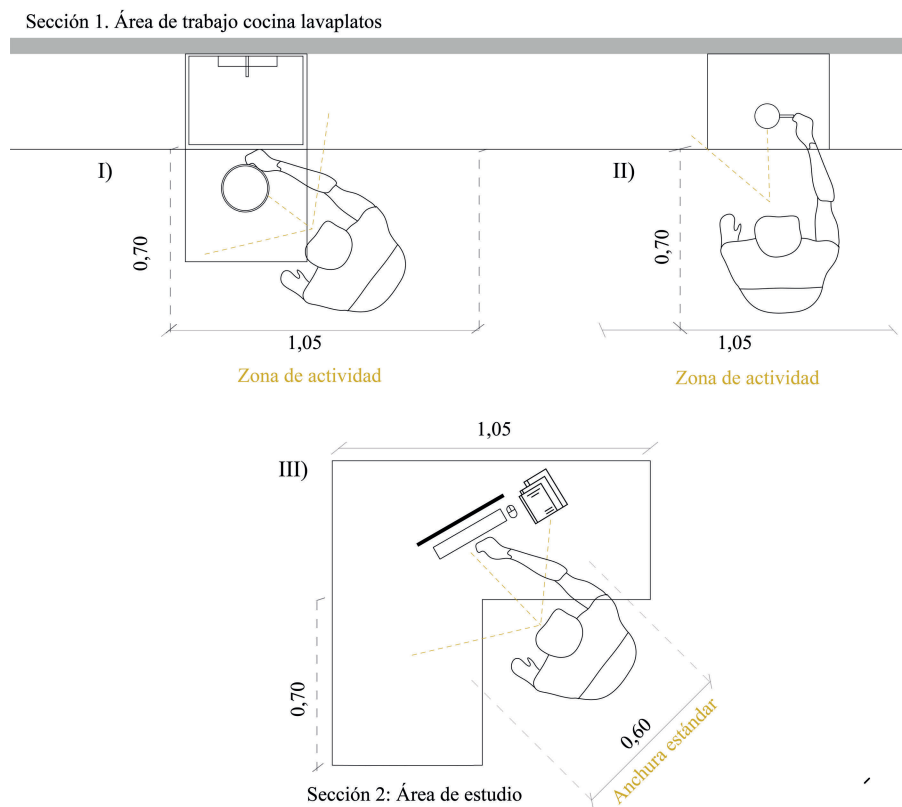 Sección 1. Área de trabajo cocina lavaplatos
I)
II)
0,70
0,70
1,05
1,05
Zona de actividad
Zona de actividad
1,05
III)
0,70
0,60
Anchura estándar
Sección 2: Área de estudio